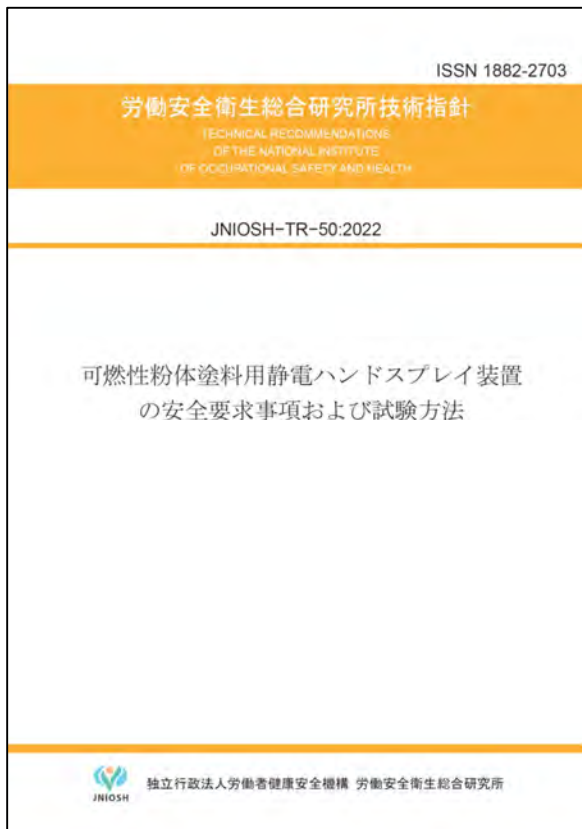 ISSN 1882-2703
労働安全衛生総合研究所技術指針
TECHNICAL RECOMMENDATIONS
OF THE NATIONAL INSTITUTE
OF OCCUPATIONAL SAFETY AND HEALTH
JNIOSH-TR-50:2022
可燃性粉体塗料用静電ハンドスプレイ装置
の安全要求事項および試験方法
JNIOSH
独立行政法人労働者健康安全機構 労働安全衛生総合研究所